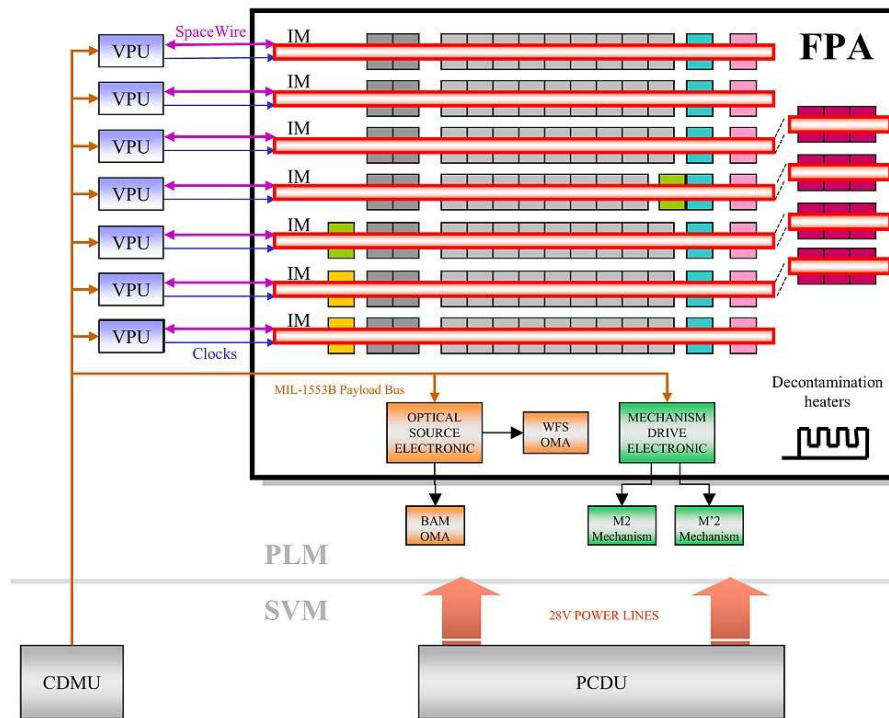 SpaceWire
IM
FPA
VPU
IM
VPU
IM
VPU
IM
VPU
IM
VPU
IM
VPU
IM
VPU
Clocks
MIL-1553B Payload Bus
Decontamination
heaters
OPTICAL
SOURCE
ELECTRONIC
WFS
OMA
MECHANISM
DRIVE
ELECTRONIC
BAM
OMA
M2
Mechanism
M'2
Mechanism
PLM
SVM
28V POWER LINES
CDMU
PCDU